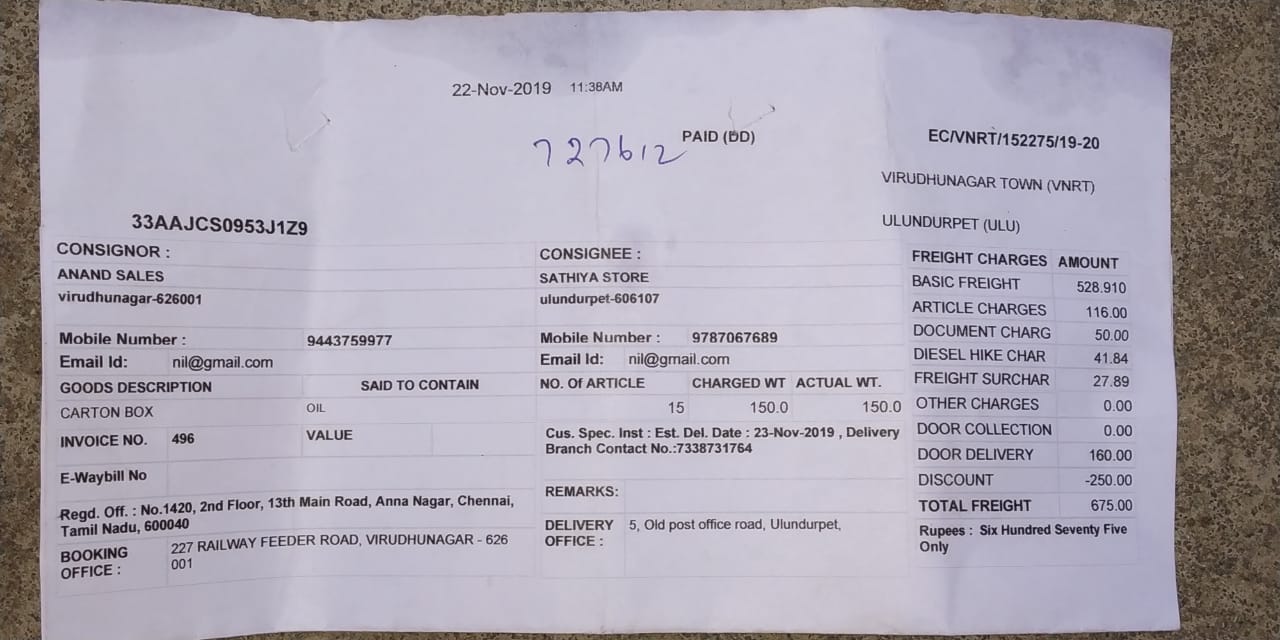 22-Nov-2019 11:38AM
727612 PAID (DD)
EC/VNRT/152275/19-20
VIRUDHUNAGAR TOWN (VNRT)
ULUNDURPET (ULU)
33AAJCS0953J1Z9
CONSIGNOR :
ANAND SALES
virudhunagar-626001
Mobile Number : 9443759977
Email Id: nil@gmail.com
CONSIGNEE :
SATHIYA STORE
ulundurpet-606107
Mobile Number : 9787067689
Email Id: nil@gmail.com
GOODS DESCRIPTION SAID TO CONTAIN NO. Of ARTICLE CHARGED WT ACTUAL WT.
CARTON BOX OIL 15 150.0 150.0
INVOICE NO. 496 VALUE
E-Waybill No
Regd. Off. : No.1420, 2nd Floor, 13th Main Road, Anna Nagar, Chennai,
Tamil Nadu, 600040
BOOKING OFFICE : 227 RAILWAY FEEDER ROAD, VIRUDHUNAGAR - 626
001
Cus. Spec. Inst : Est. Del. Date : 23-Nov-2019 , Delivery
Branch Contact No.:7338731764
REMARKS:
DELIVERY OFFICE : 5, Old post office road, Ulundurpet,
FREIGHT CHARGES AMOUNT
BASIC FREIGHT 528.910
ARTICLE CHARGES 116.00
DOCUMENT CHARG 50.00
DIESEL HIKE CHAR 41.84
FREIGHT SURCHAR 27.89
OTHER CHARGES 0.00
DOOR COLLECTION 0.00
DOOR DELIVERY 160.00
DISCOUNT -250.00
TOTAL FREIGHT 675.00
Rupees : Six Hundred Seventy Five
Only